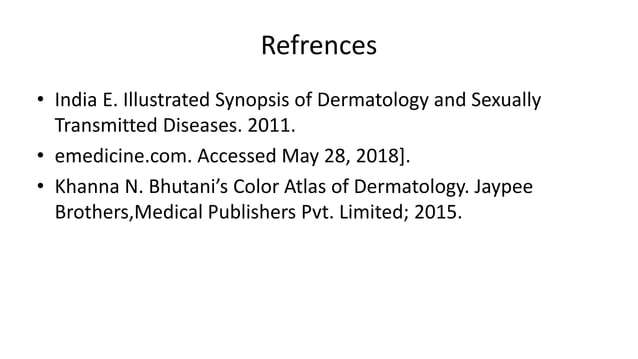 Refrences
• India E. Illustrated Synopsis of Dermatology and Sexually
Transmitted Diseases. 2011.
• emedicine.com. Accessed May 28, 2018].
• Khanna N. Bhutani’s Color Atlas of Dermatology. Jaypee
Brothers,Medical Publishers Pvt. Limited; 2015.